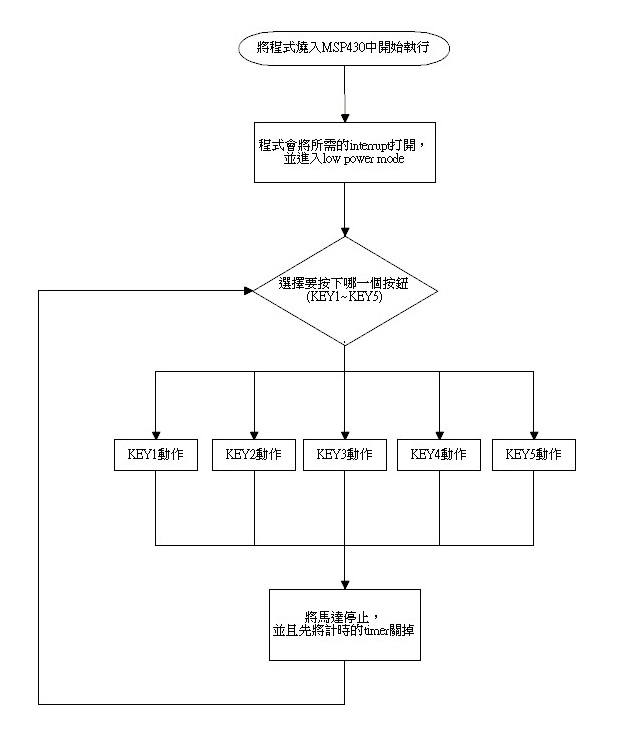 將程式燒入MSP430中開始執行
程式會將所需的interrupt打開，
並進入low power mode
選擇要按下哪一個按鈕
(KEY1~KEY5)
KEY1動作
KEY2動作
KEY3動作
KEY4動作
KEY5動作
將馬達停止，
並且先將計時的timer關掉